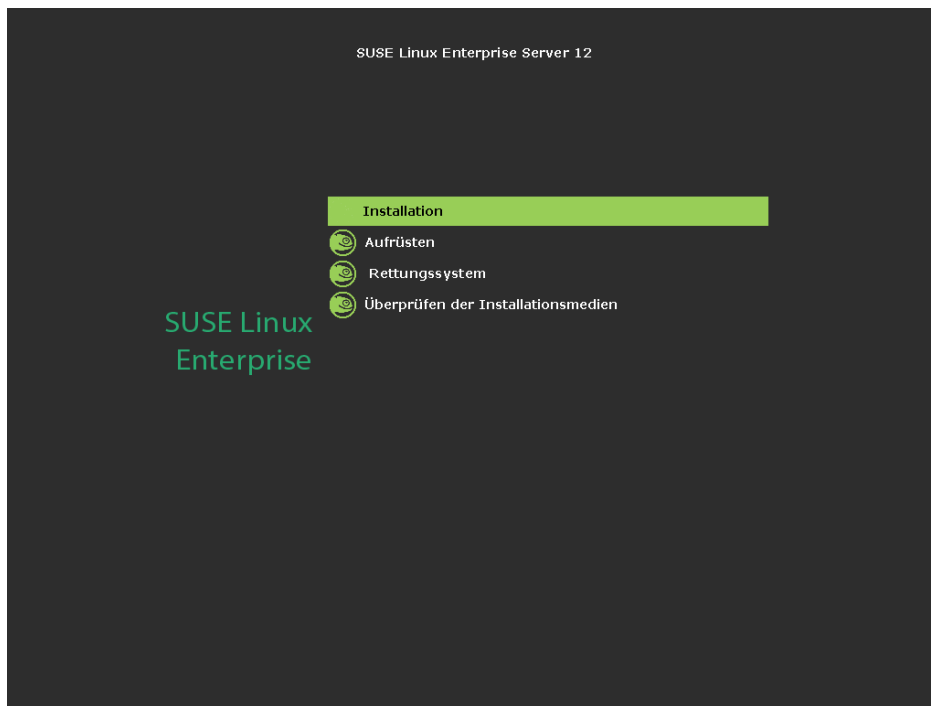 SUSE Linux Enterprise Server 12
Installation
Aufrüsten
Rettungssystem
Überprüfen der Installationsmedien
SUSE Linux
Enterprise